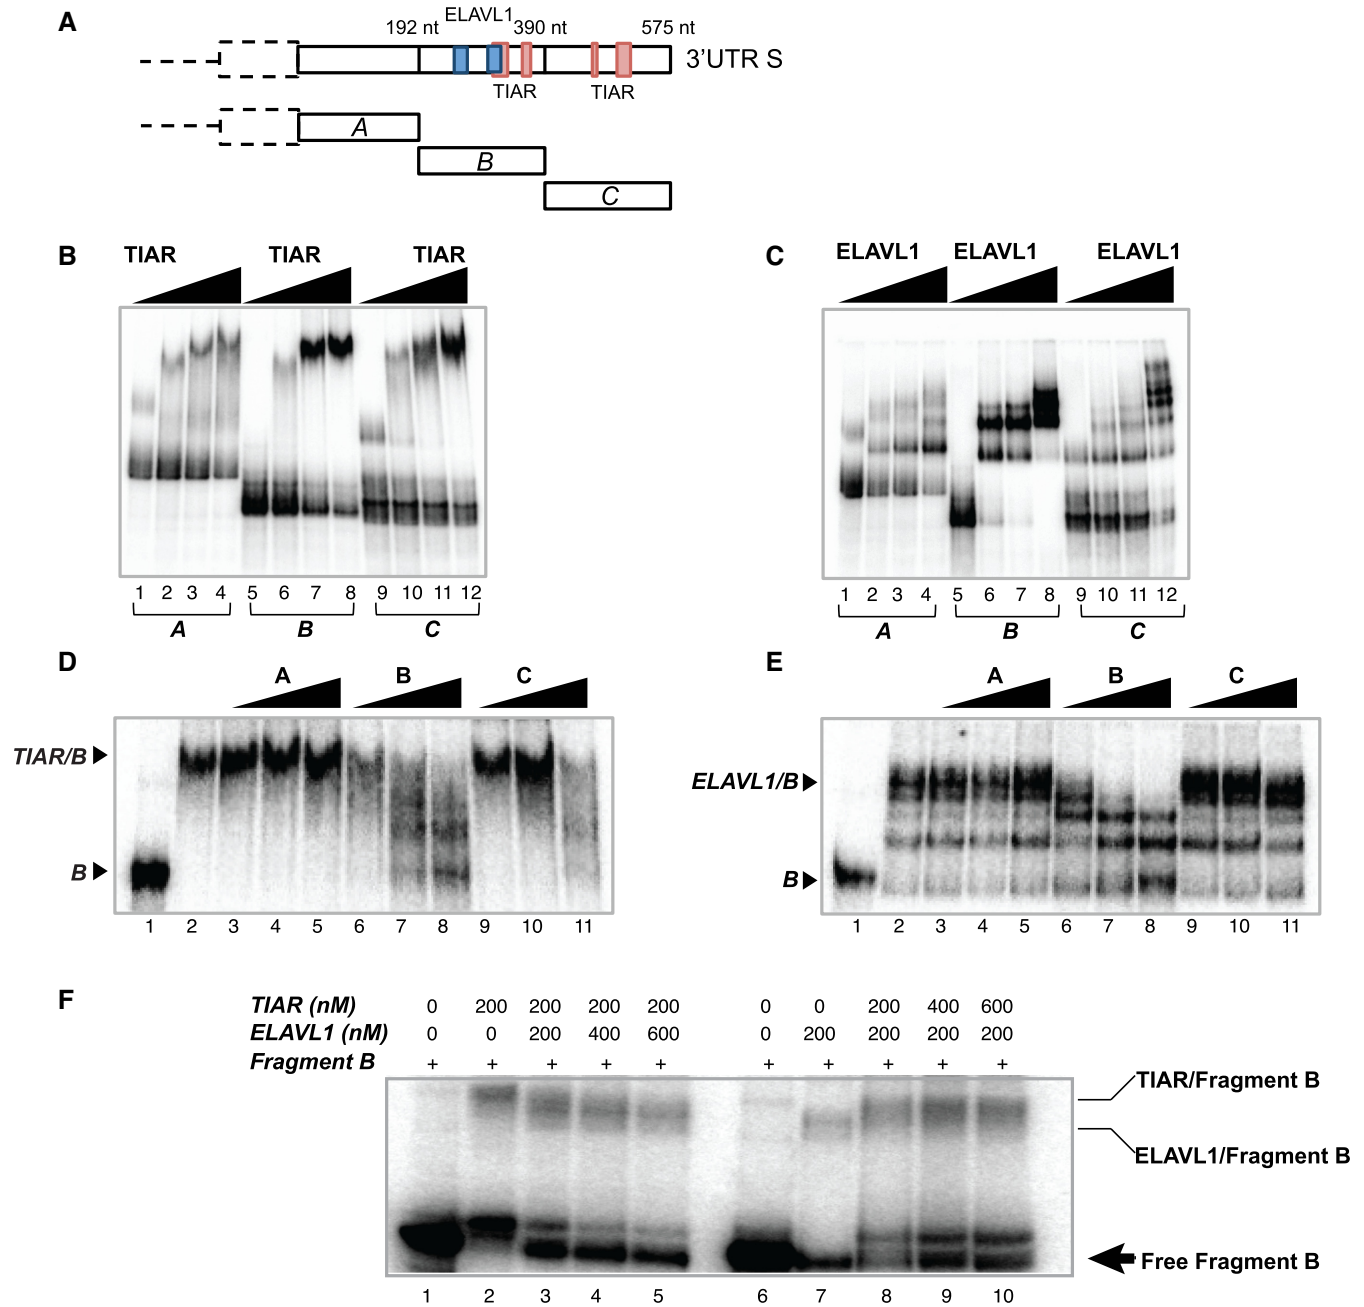 A
ELAVL1
192 nt 390 nt 575 nt
3'UTR S
TIAR TIAR
A
B
C
B
TIAR TIAR TIAR
1 2 3 4 5 6 7 8 9 10 11 12
A B C
C
ELAVL1 ELAVL1 ELAVL1
1 2 3 4 5 6 7 8 9 10 11 12
A B C
D
A B C
TIAR/B
B
1 2 3 4 5 6 7 8 9 10 11
E
A B C
ELAVL1/B
B
1 2 3 4 5 6 7 8 9 10 11
F
TIAR (nM) 0 200 200 200 200 0 0 200 400 600
ELAVL1 (nM) 0 0 200 400 600 0 200 200 200 200
Fragment B + + + + + + + + + +
TIAR/Fragment B
ELAVL1/Fragment B
Free Fragment B
1 2 3 4 5 6 7 8 9 10